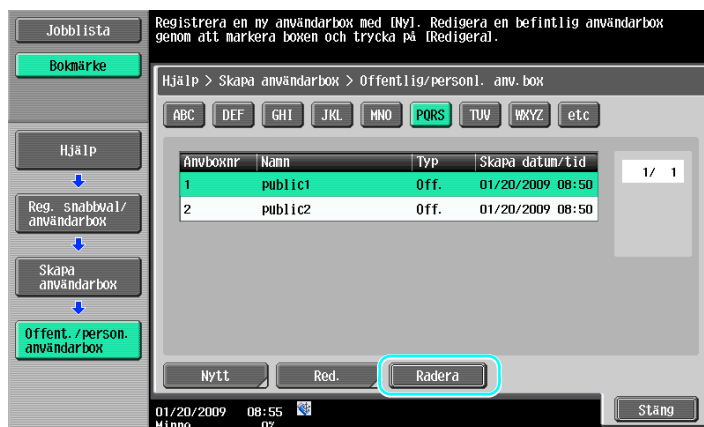 Jobblista
Bokmärke
Registrera en ny användarbox med [Ny]. Redigera en befintlig användarbox
genom att markera boxen och trycka på [Redigera].
Hjälp > Skapa användarbox > Offentlig/personl. anv.box
ABC DEF GHI JKL MNO PQRS TUV WXYZ etc
Hjälp
Reg. snabbval/
användarbox
Skapa
användarbox
Offent./person.
användarbox
Anvboxnr Namn Typ Skapa datum/tid
1 public1 Off. 01/20/2009 08:50
2 public2 Off. 01/20/2009 08:50
1/ 1
Nytt Red. Radera
01/20/2009 08:55
Minne 0%
Stäng